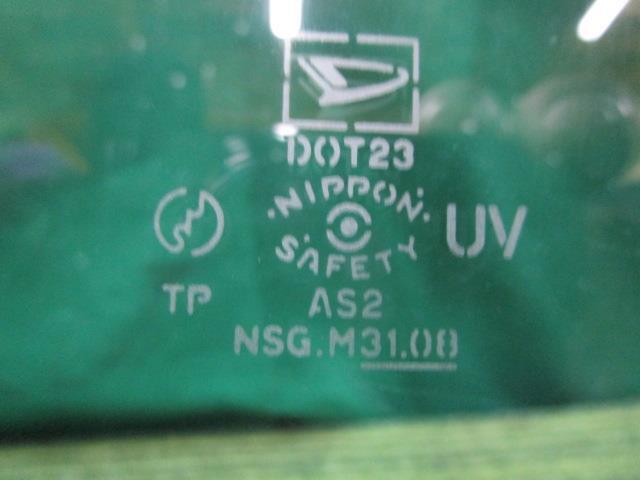 DOT23
NIPPON
SAFETY
UV
TP
AS2
NSG.M31.08